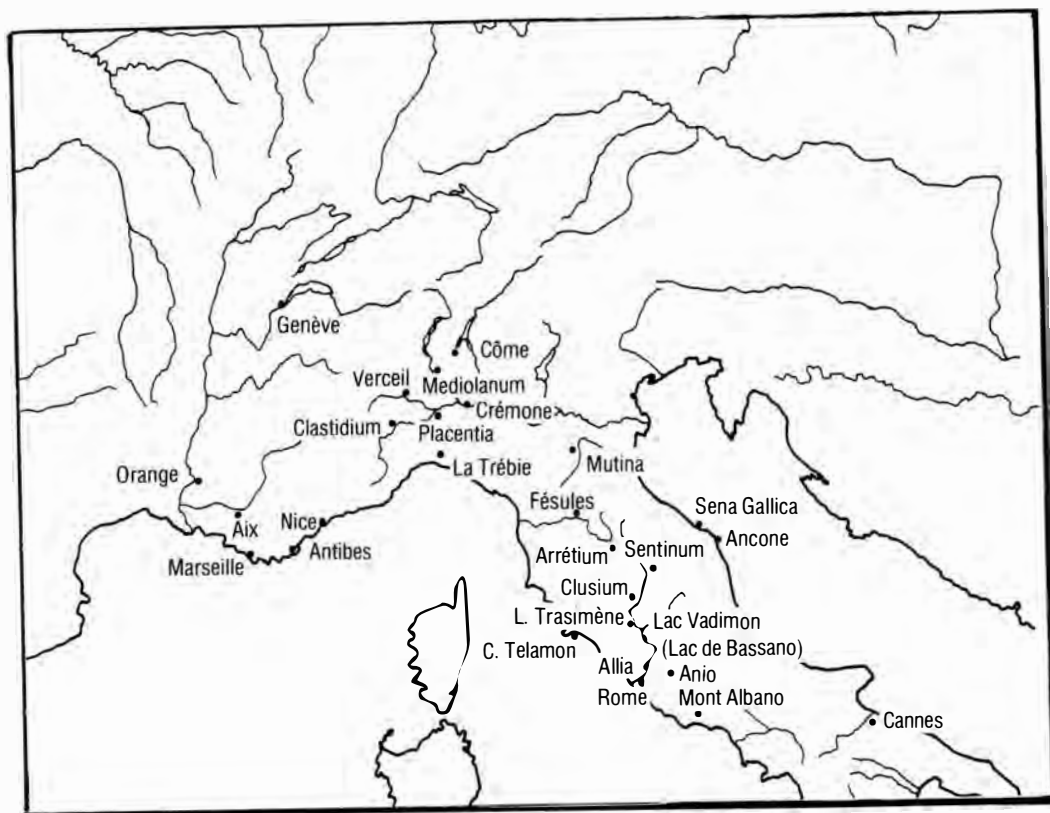 Genève
Côme
Verceil
Mediolanum
Crémone
Clastidium
Placentia
La Trébie
Mutina
Orange
Fésules
Sena Gallica
Aix
Nice
Ancone
Marseille
Antibes
Arrétium
Sentinum
Clusium
L. Trasimène
Lac Vadimon
(Lac de Bassano)
C. Telamon
Allia
Anio
Rome
Mont Albano
Cannes